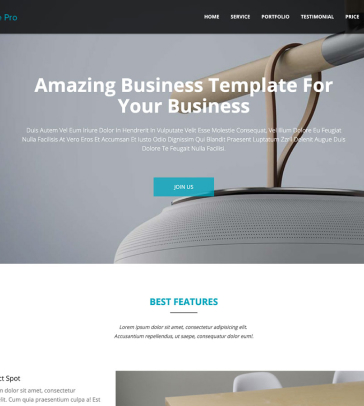 Pro
HOME SERVICE PORTFOLIO TESTIMONIAL PRICE
Amazing Business Template For
Your Business
Duis Autem Vel Eum Iriure Dolor In Hendrerit In Vulputate Velit Esse Molestie Consequat, Vel Illum Dolore Eu Feugiat
Nulla Facilisis At Vero Eros Et Accumsan Et Iusto Odio Dignissim Qui Blandit Praesent Luptatum Zzril Delenit Augue Duis
Dolore Te Feugait Nulla Facilisi.
JOIN US
BEST FEATURES
Lorem ipsum dolor sit amet, consectetur adipisicing elit.
Accusantium repellendus, ut saepe, consequatur dolor eum!.
ct Spot
m dolor sit amet, consectetur
elit. Cum quia praesentium culpa al Est